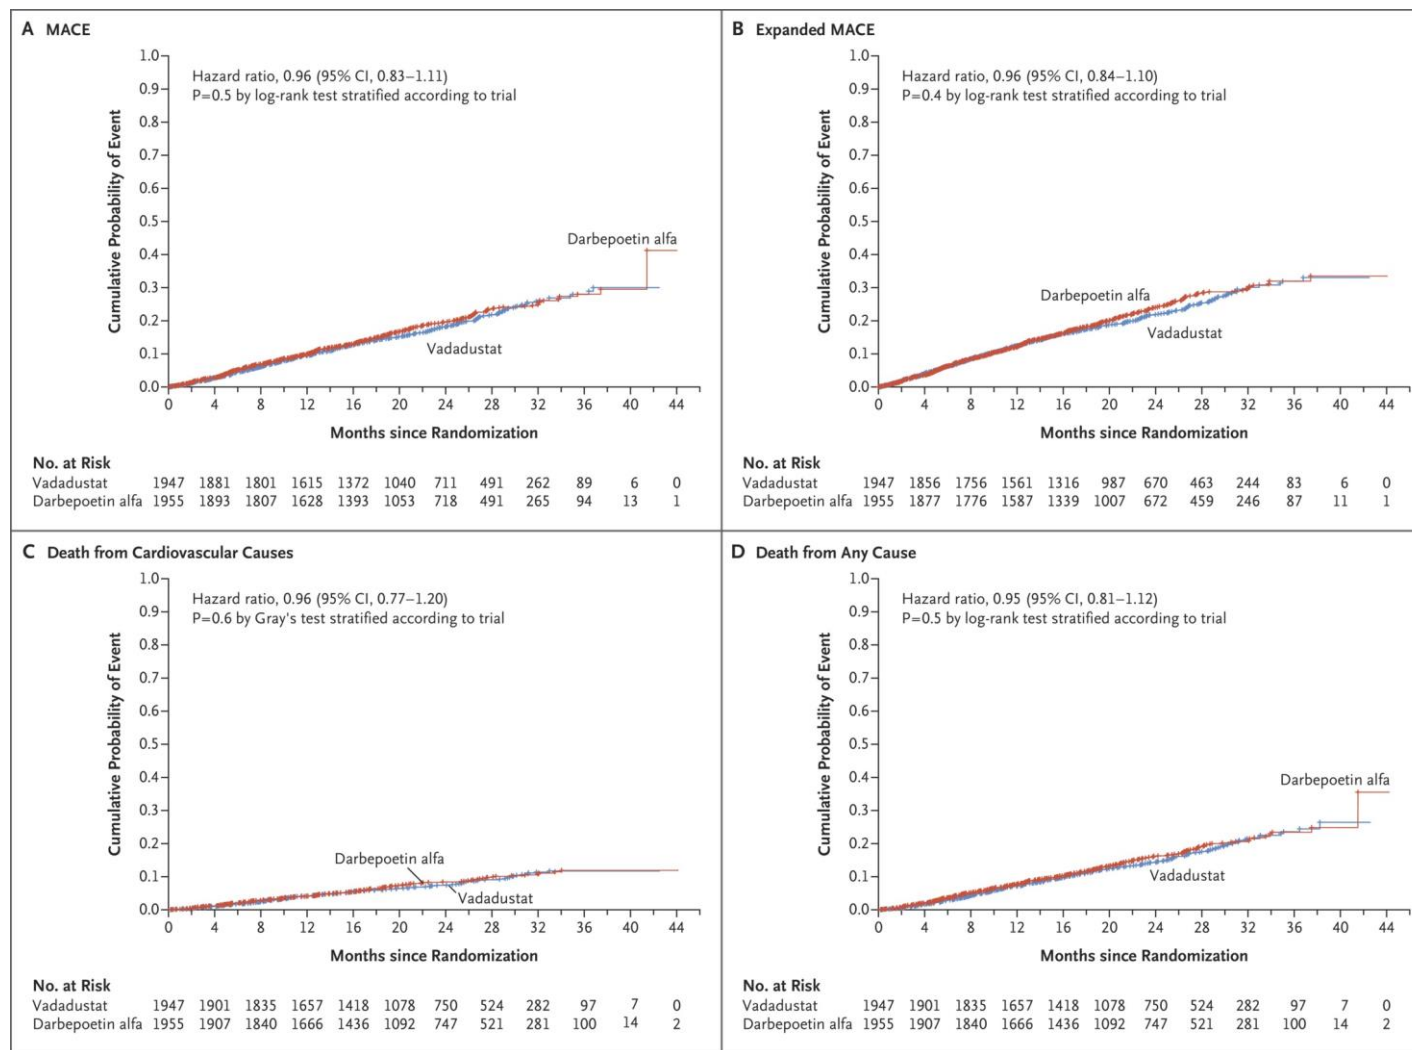 A MACE
1.0
0.9
0.8
0.7
0.6
0.5
0.4
0.3
0.2
0.1
0.0
Cumulative Probability of Event
Hazard ratio, 0.96 (95% CI, 0.83–1.11)
P=0.5 by log-rank test stratified according to trial
Darbepoetin alfa
Vadadustat
0 4 8 12 16 20 24 28 32 36 40 44
Months since Randomization
No. at Risk
Vadadustat 1947 1881 1801 1615 1372 1040 711 491 262 89 6 0
Darbepoetin alfa 1955 1893 1807 1628 1393 1053 718 491 265 94 13 1
B Expanded MACE
1.0
0.9
0.8
0.7
0.6
0.5
0.4
0.3
0.2
0.1
0.0
Cumulative Probability of Event
Hazard ratio, 0.96 (95% CI, 0.84–1.10)
P=0.4 by log-rank test stratified according to trial
Darbepoetin alfa
Vadadustat
0 4 8 12 16 20 24 28 32 36 40 44
Months since Randomization
No. at Risk
Vadadustat 1947 1856 1756 1561 1316 987 670 463 244 83 6 0
Darbepoetin alfa 1955 1877 1776 1587 1339 1007 672 459 246 87 11 1
C Death from Cardiovascular Causes
1.0
0.9
0.8
0.7
0.6
0.5
0.4
0.3
0.2
0.1
0.0
Cumulative Probability of Event
Hazard ratio, 0.96 (95% CI, 0.77–1.20)
P=0.6 by Gray's test stratified according to trial
Darbepoetin alfa
Vadadustat
0 4 8 12 16 20 24 28 32 36 40 44
Months since Randomization
No. at Risk
Vadadustat 1947 1901 1835 1657 1418 1078 750 524 282 97 7 0
Darbepoetin alfa 1955 1907 1840 1666 1436 1092 747 521 281 100 14 2
D Death from Any Cause
1.0
0.9
0.8
0.7
0.6
0.5
0.4
0.3
0.2
0.1
0.0
Cumulative Probability of Event
Hazard ratio, 0.95 (95% CI, 0.81–1.12)
P=0.5 by log-rank test stratified according to trial
Darbepoetin alfa
Vadadustat
0 4 8 12 16 20 24 28 32 36 40 44
Months since Randomization
No. at Risk
Vadadustat 1947 1901 1835 1657 1418 1078 750 524 282 97 7 0
Darbepoetin alfa 1955 1907 1840 1666 1436 1092 747 521 281 100 14 2